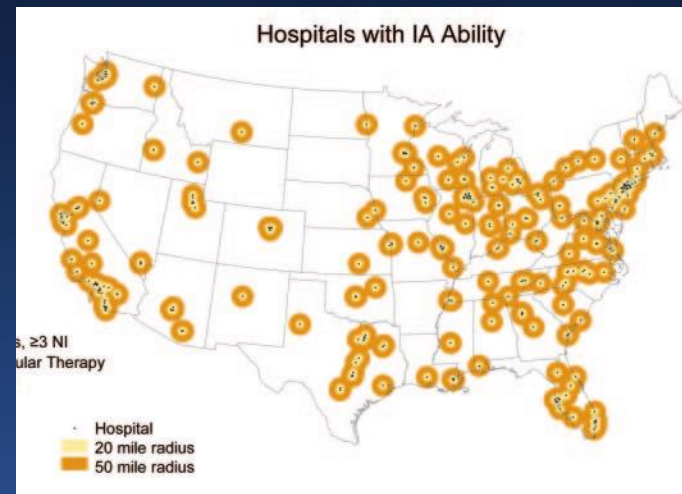 Hospitals with IA Ability
s, ≥3 NI
ular Therapy
Hospital
20 mile radius
50 mile radius